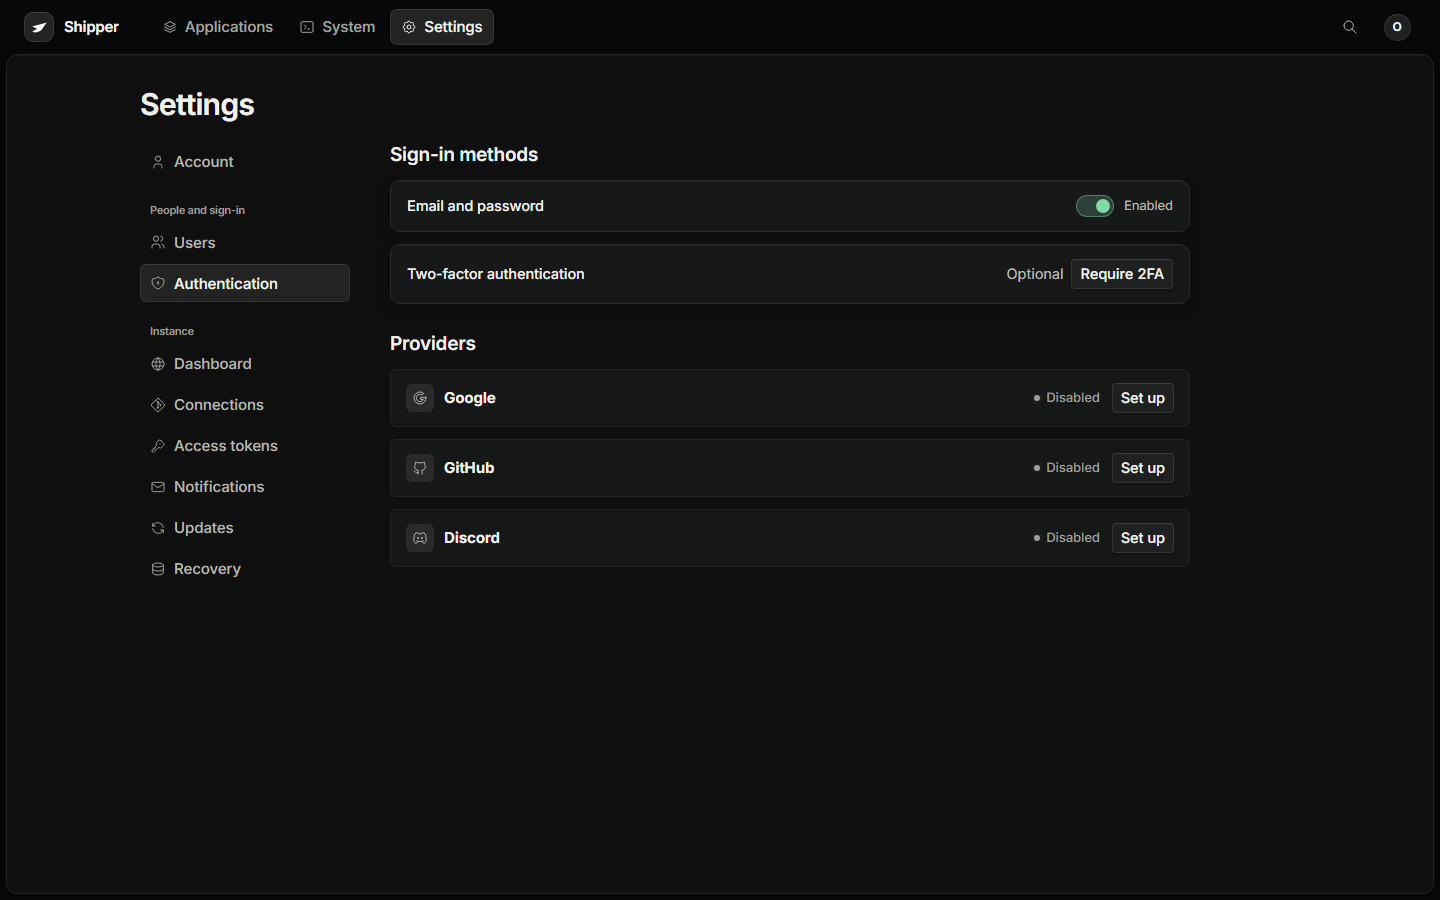 Shipper
Applications
System
Settings
O
Settings
Account
People and sign-in
Users
Authentication
Instance
Dashboard
Connections
Access tokens
Notifications
Updates
Recovery
Sign-in methods
Email and password
Enabled
Two-factor authentication
Optional
Require 2FA
Providers
Google
Disabled
Set up
GitHub
Disabled
Set up
Discord
Disabled
Set up